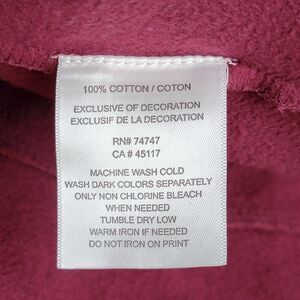 100% COTTON / COTON
EXCLUSIVE OF DECORATION
EXCLUSIF DE LA DECORATION
RN# 74747
CA # 45117
MACHINE WASH COLD
WASH DARK COLORS SEPARATELY
ONLY NON CHLORINE BLEACH
WHEN NEEDED
TUMBLE DRY LOW
WARM IRON IF NEEDED
DO NOT IRON ON PRINT